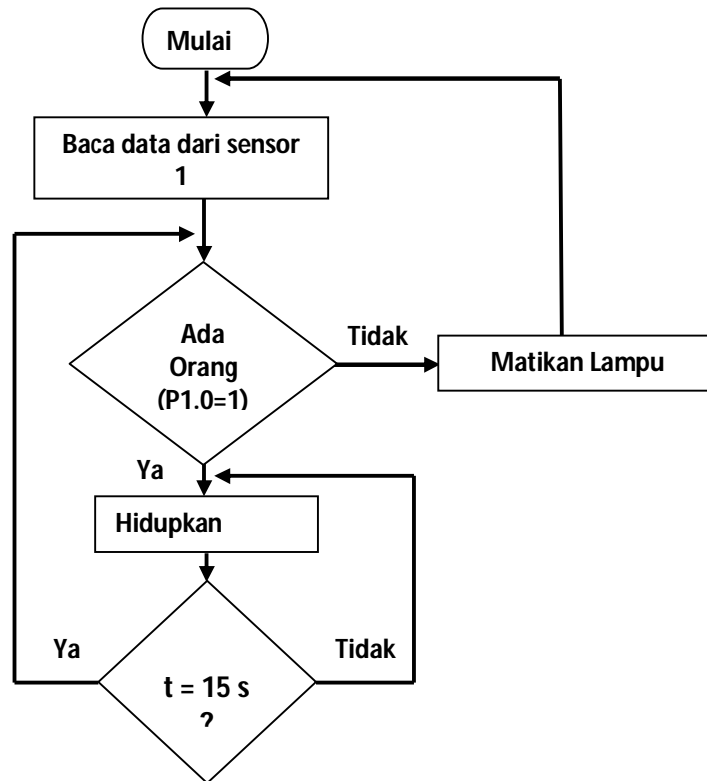 Mulai
Baca data dari sensor
1
Ada
Orang
(P1.0=1)
Tidak
Matikan Lampu
Ya
Hidupkan
Ya
t = 15 s
?
Tidak